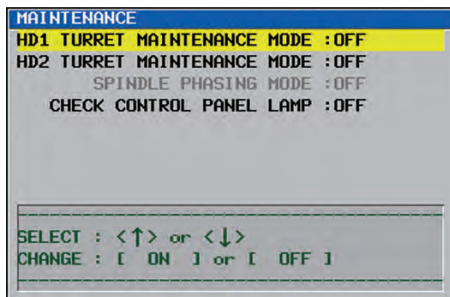 MAINTENANCE
HD1 TURRET MAINTENANCE MODE :OFF
HD2 TURRET MAINTENANCE MODE :OFF
SPINDLE PHASING MODE :OFF
CHECK CONTROL PANEL LAMP :OFF
SELECT : <↑> or <↓>
CHANGE : [ ON ] or [ OFF ]